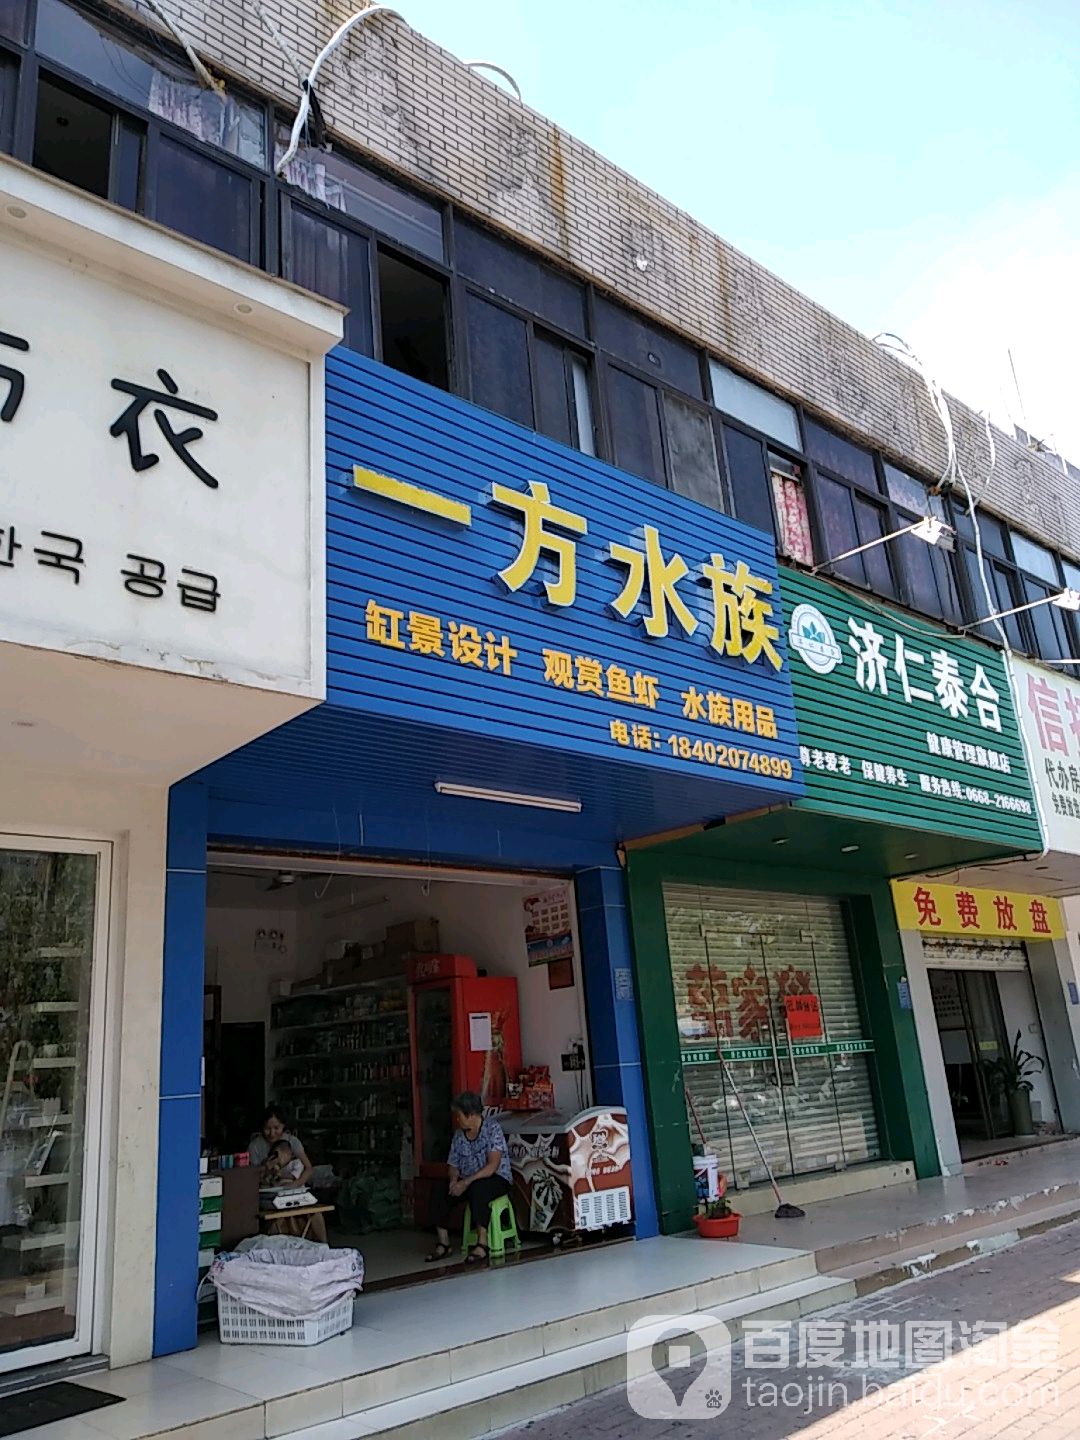 衣
한국 공급
一方水族
缸景设计 观赏鱼虾 水族用品
电话：18402074899
济仁泰合
健康管理旗舰店
尊老爱老 保健养生 服务热线:0668-2166693
信
代办房
免费放盘
百度地图淘金
taojin.baidu.com